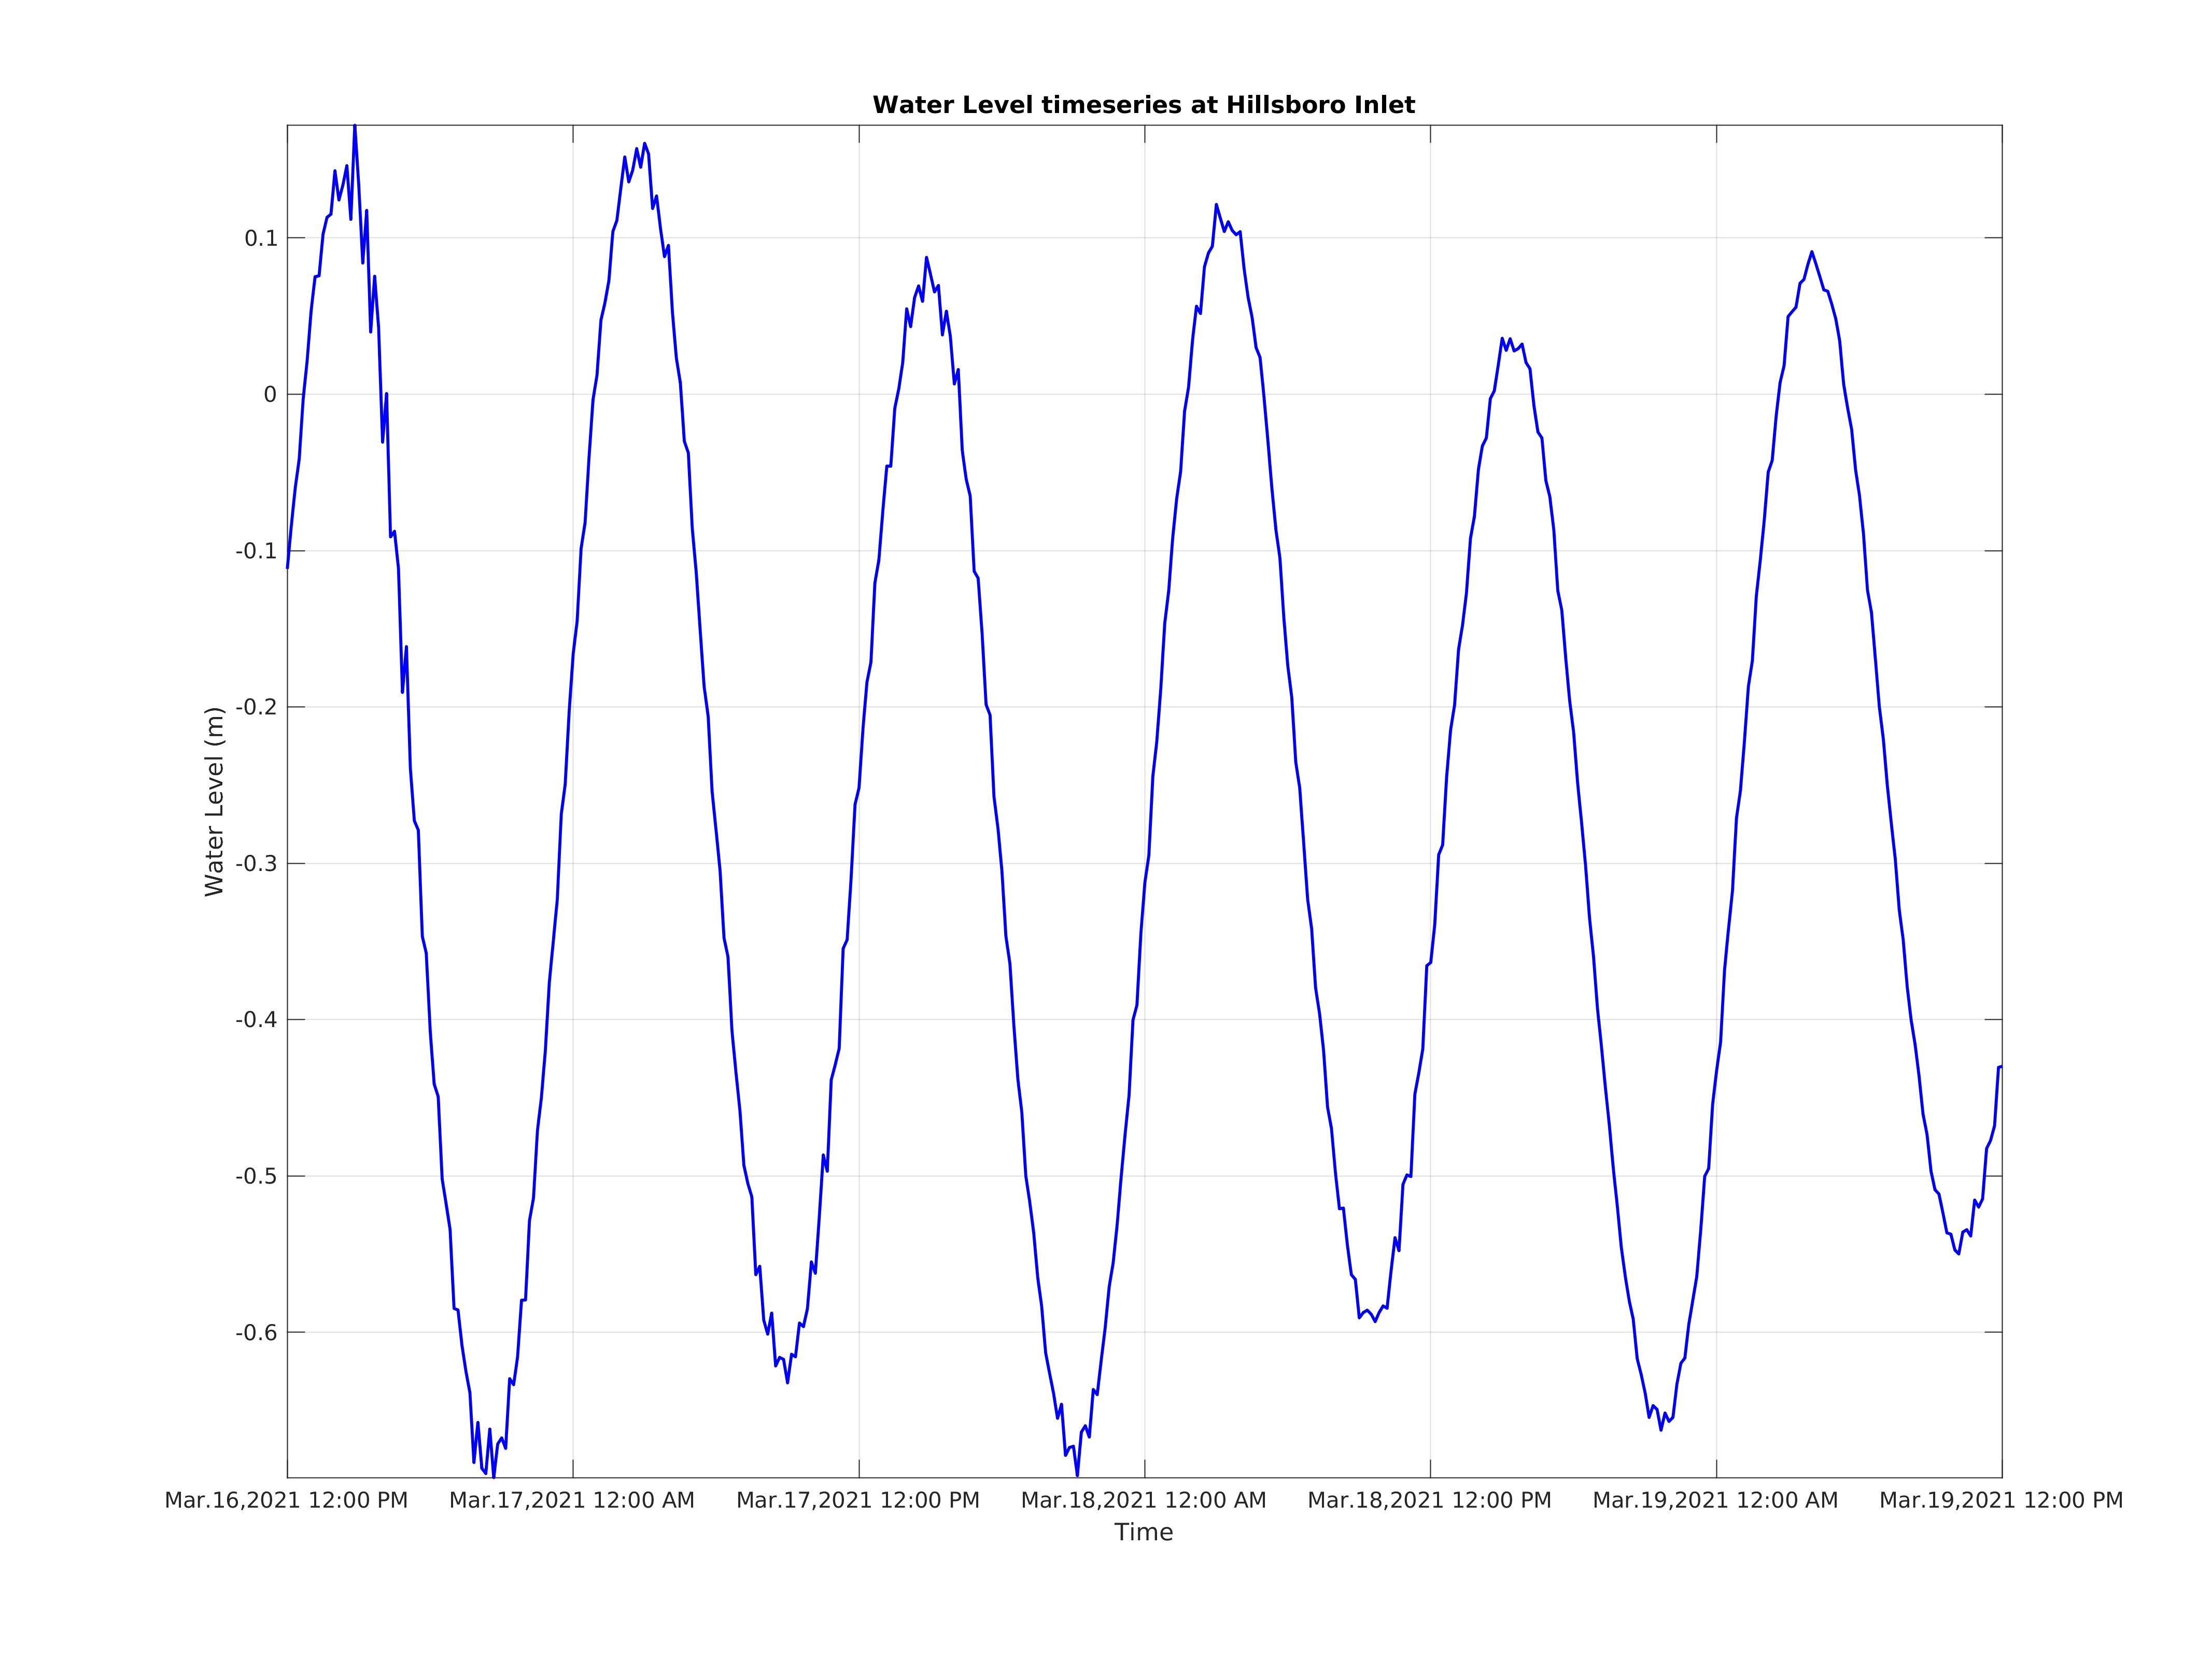 Water Level timeseries at Hillsboro Inlet
0.1
0
-0.1
-0.2
-0.3
-0.4
-0.5
-0.6
Water Level (m)
Mar.16,2021 12:00 PM Mar.17,2021 12:00 AM Mar.17,2021 12:00 PM Mar.18,2021 12:00 AM Mar.18,2021 12:00 PM Mar.19,2021 12:00 AM Mar.19,2021 12:00 PM
Time